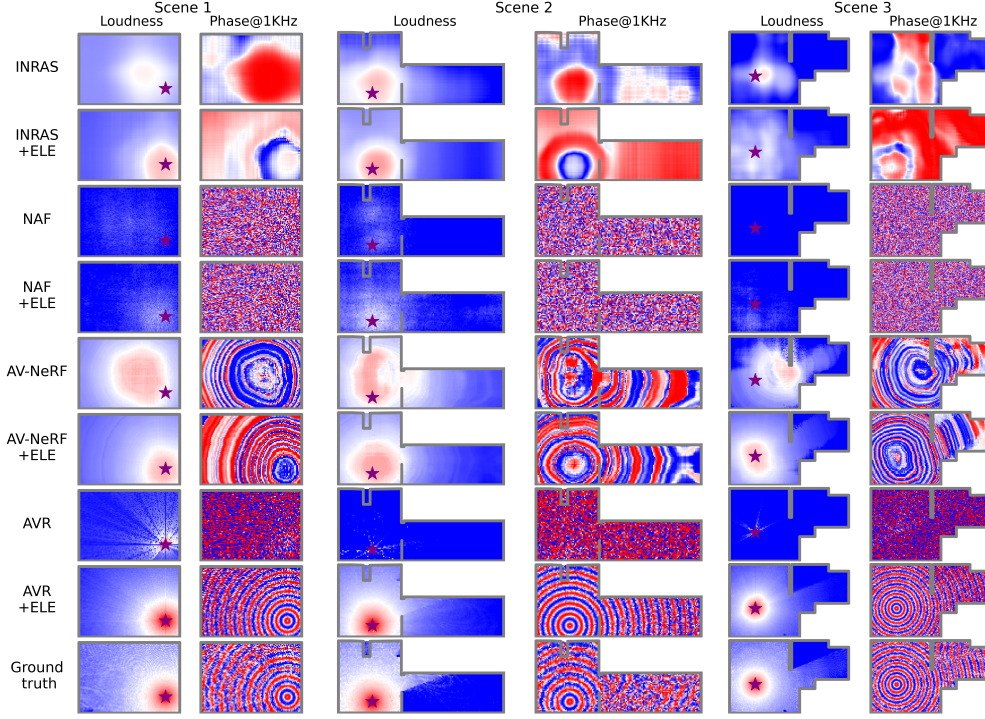 Scene 1 Scene 2 Scene 3
Loudness Phase@1KHz Loudness Phase@1KHz Loudness Phase@1KHz
INRAS
INRAS
+ELE
NAF
NAF
+ELE
AV-NeRF
AV-NeRF
+ELE
AVR
AVR
+ELE
Ground
truth